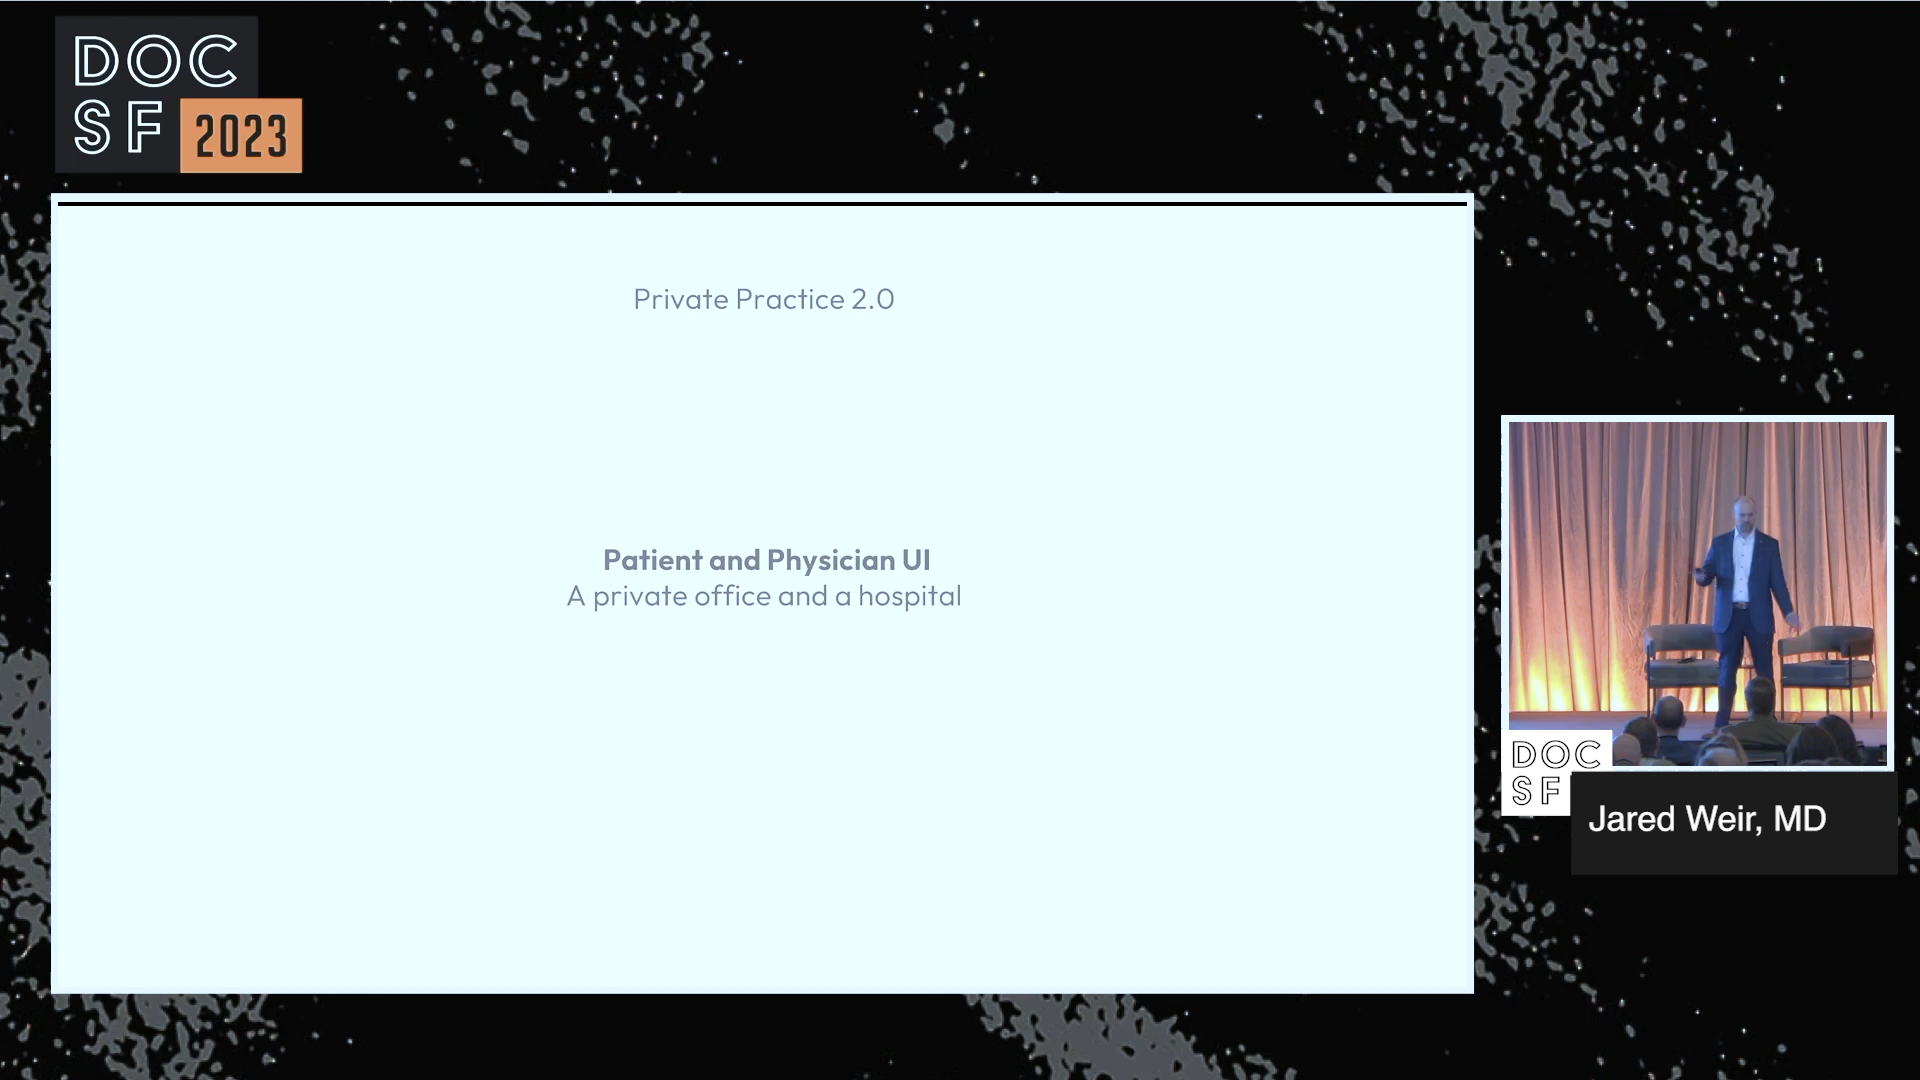 DOC
SF 2023
Private Practice 2.0
Patient and Physician UI
A private office and a hospital
DOC
SF
Jared Weir, MD